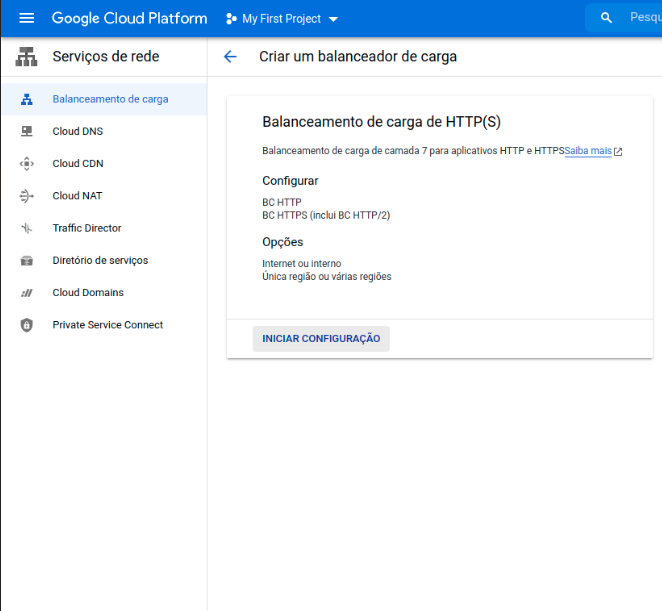 Google Cloud Platform
My First Project
Serviços de rede
Criar um balanceador de carga
Balanceamento de carga
Cloud DNS
Cloud CDN
Cloud NAT
Traffic Director
Diretório de serviços
Cloud Domains
Private Service Connect
Balanceamento de carga de HTTP(S)
Balanceamento de carga de camada 7 para aplicativos HTTP e HTTPSSaiba mais
Configurar
BC HTTP
BC HTTPS (inclui BC HTTP/2)
Opções
Internet ou interno
Única região ou várias regiões
INICIAR CONFIGURAÇÃO